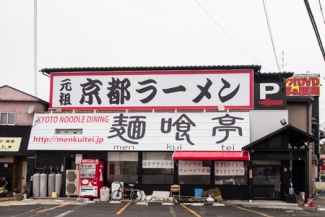 元祖 京都ラーメン
P
KYOTO NOODLE DINING
http://menkuitei.jp
麺喰亭
men kui tei